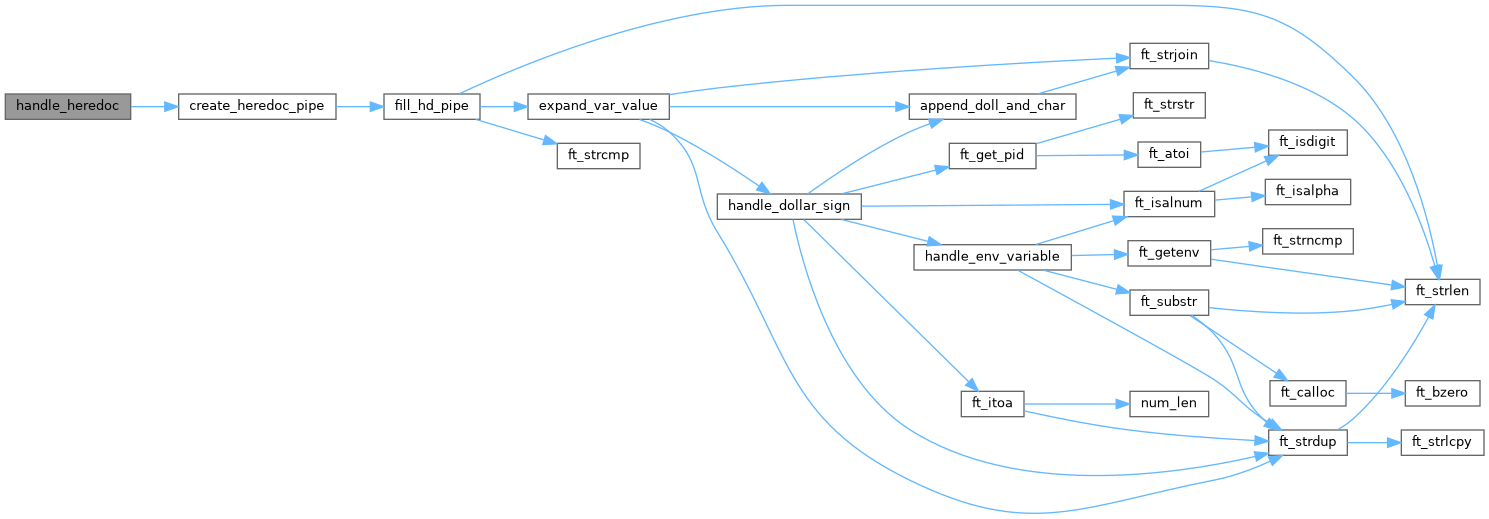 handle_heredoc
create_heredoc_pipe
fill_hd_pipe
expand_var_value
ft_strcmp
handle_dollar_sign
append_doll_and_char
ft_get_pid
handle_env_variable
ft_itoa
ft_strjoin
ft_strstr
ft_atoi
ft_isalnum
ft_getenv
ft_substr
num_len
ft_isdigit
ft_isalpha
ft_strncmp
ft_calloc
ft_strdup
ft_strlen
ft_bzero
ft_strlcpy